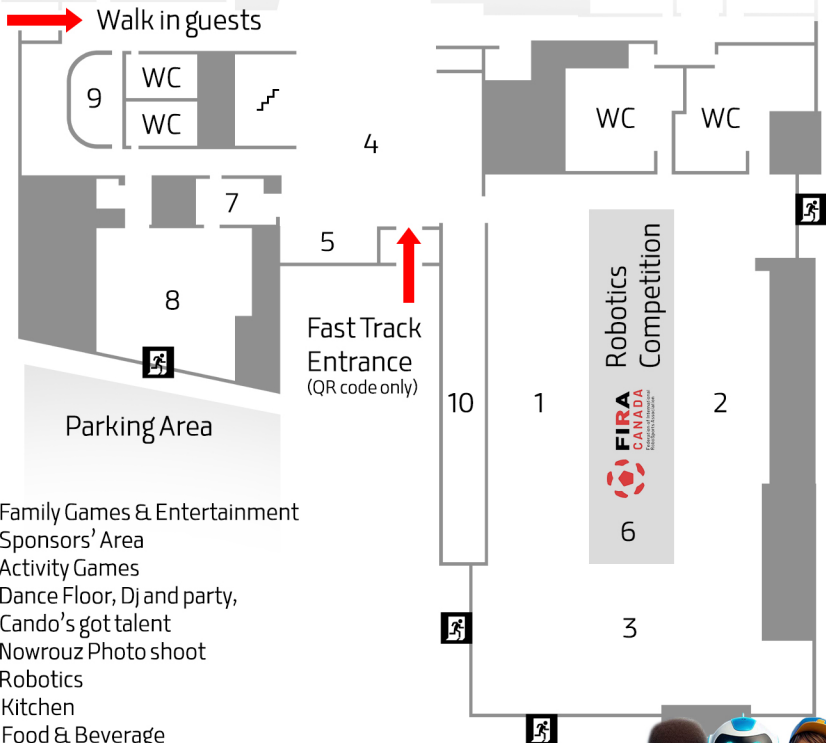 Walk in guests
WC
9
WC
WC
WC
4
7
5
8
Fast Track
Entrance
(QR code only)
Robotics
Competition
10
1
2
FIRA
CANADA
Parking Area
6
3
Family Games & Entertainment
Sponsors' Area
Activity Games
Dance Floor, Dj and party,
Cando's got talent
Nowrouz Photo shoot
Robotics
Kitchen
Food & Beverage